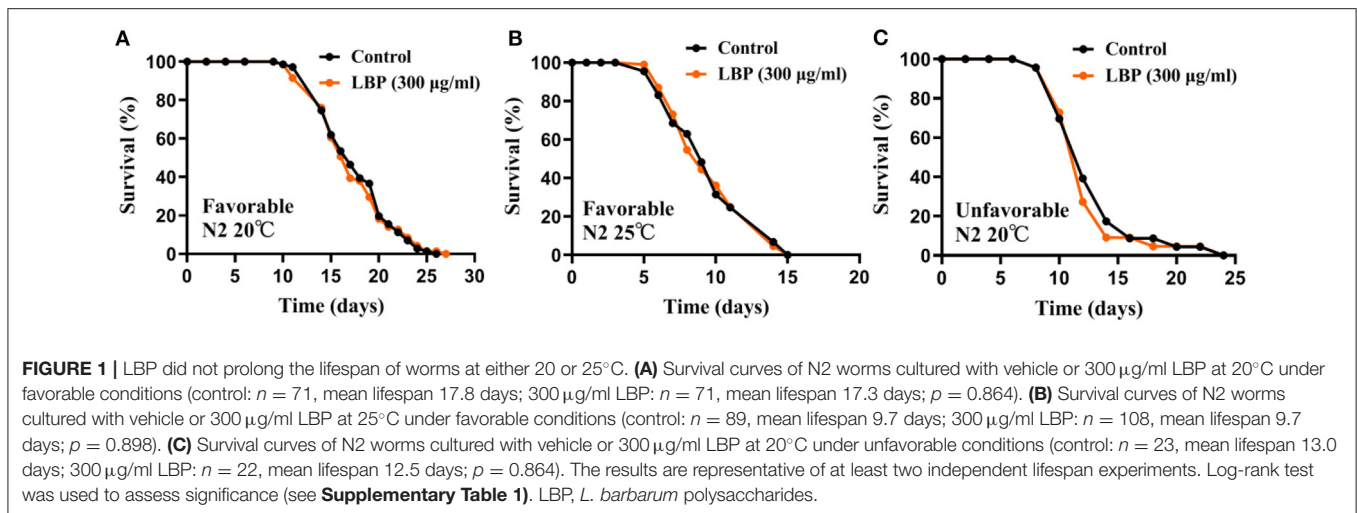 A
Control
LBP (300 µg/ml)
Survival (%)
100
80
60
40
20
0
Favorable
N2 20℃
0 5 10 15 20 25 30
Time (days)
B
Control
LBP (300 µg/ml)
Survival (%)
100
80
60
40
20
0
Favorable
N2 25℃
0 5 10 15 20
Time (days)
C
Control
LBP (300 µg/ml)
Survival (%)
100
80
60
40
20
0
Unfavorable
N2 20℃
0 5 10 15 20 25
Time (days)
FIGURE 1 | LBP did not prolong the lifespan of worms at either 20 or 25°C. (A) Survival curves of N2 worms cultured with vehicle or 300 µg/ml LBP at 20°C under
favorable conditions (control: n = 71, mean lifespan 17.8 days; 300 µg/ml LBP: n = 71, mean lifespan 17.3 days; p = 0.864). (B) Survival curves of N2 worms
cultured with vehicle or 300 µg/ml LBP at 25°C under favorable conditions (control: n = 89, mean lifespan 9.7 days; 300 µg/ml LBP: n = 108, mean lifespan 9.7
days; p = 0.898). (C) Survival curves of N2 worms cultured with vehicle or 300 µg/ml LBP at 20°C under unfavorable conditions (control: n = 23, mean lifespan 13.0
days; 300 µg/ml LBP: n = 22, mean lifespan 12.5 days; p = 0.864). The results are representative of at least two independent lifespan experiments. Log-rank test
was used to assess significance (see Supplementary Table 1). LBP, L. barbarum polysaccharides.